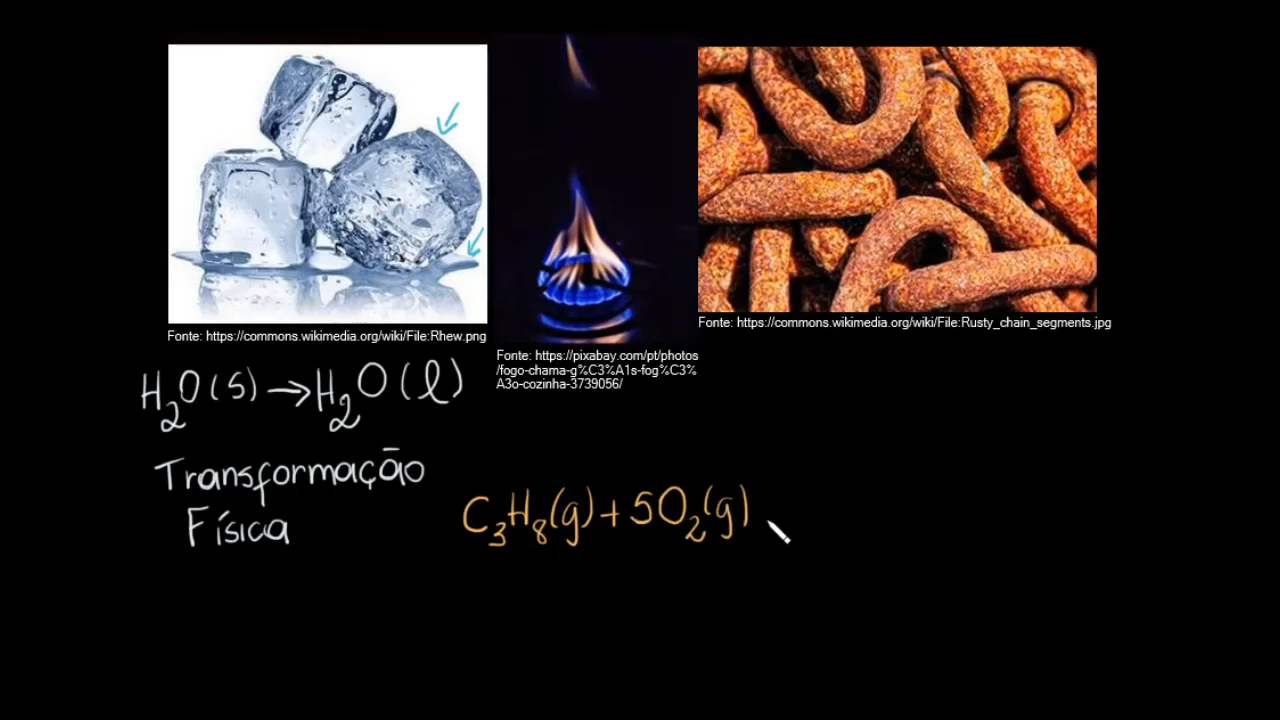 Fonte: https://commons.wikimedia.org/wiki/File:Rhew.png
Fonte: https://pixabay.com/pt/photos
/fogo-chama-g%C3%A1s-fog%C3%
A3o-cozinha-3739056/
Fonte: https://commons.wikimedia.org/wiki/File:Rusty_chain_segments.jpg
H₂O(s) → H₂O(l)
Transformação
Física
C₃H₈(g) + 5O₂(g)